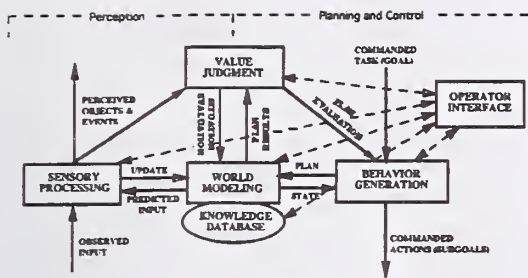 Perception
Planning and Control
VALUE
JUDGMENT
COMMANDED
TASK (GOAL)
PERCEIVED
OBJECTS &
EVENTS
SITUATION
EVALUATION
PLAN
RESULTS
PLAN
EVALUATION
OPERATOR
INTERFACE
SENSORY
PROCESSING
UPDATE
PREDICTED
INPUT
WORLD
MODELING
PLAN
STATE
BEHAVIOR
GENERATION
KNOWLEDGE
DATABASE
OBSERVED
INPUT
COMMANDED
ACTIONS (SUBGOALS)